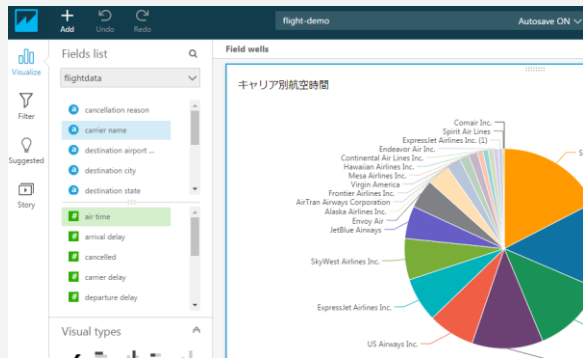 Add
Undo
Redo
flight-demo
Autosave ON
Visualize
Filter
Suggested
Story
Fields list
flightdata
cancellation reason
carrier name
destination airport ...
destination city
destination state
air time
arrival delay
cancelled
carrier delay
departure delay
Visual types
Field wells
キャリア別航空時間
Comair Inc.
Spirit Air Lines
ExpressJet Airlines Inc. (1)
Endeavor Air Inc.
Continental Air Lines Inc.
Hawaiian Airlines Inc.
Mesa Airlines Inc.
Virgin America
Frontier Airlines Inc.
AirTran Airways Corporation
Alaska Airlines Inc.
Envoy Air
JetBlue Airways
SkyWest Airlines Inc.
ExpressJet Airlines Inc.
US Airways Inc.
S